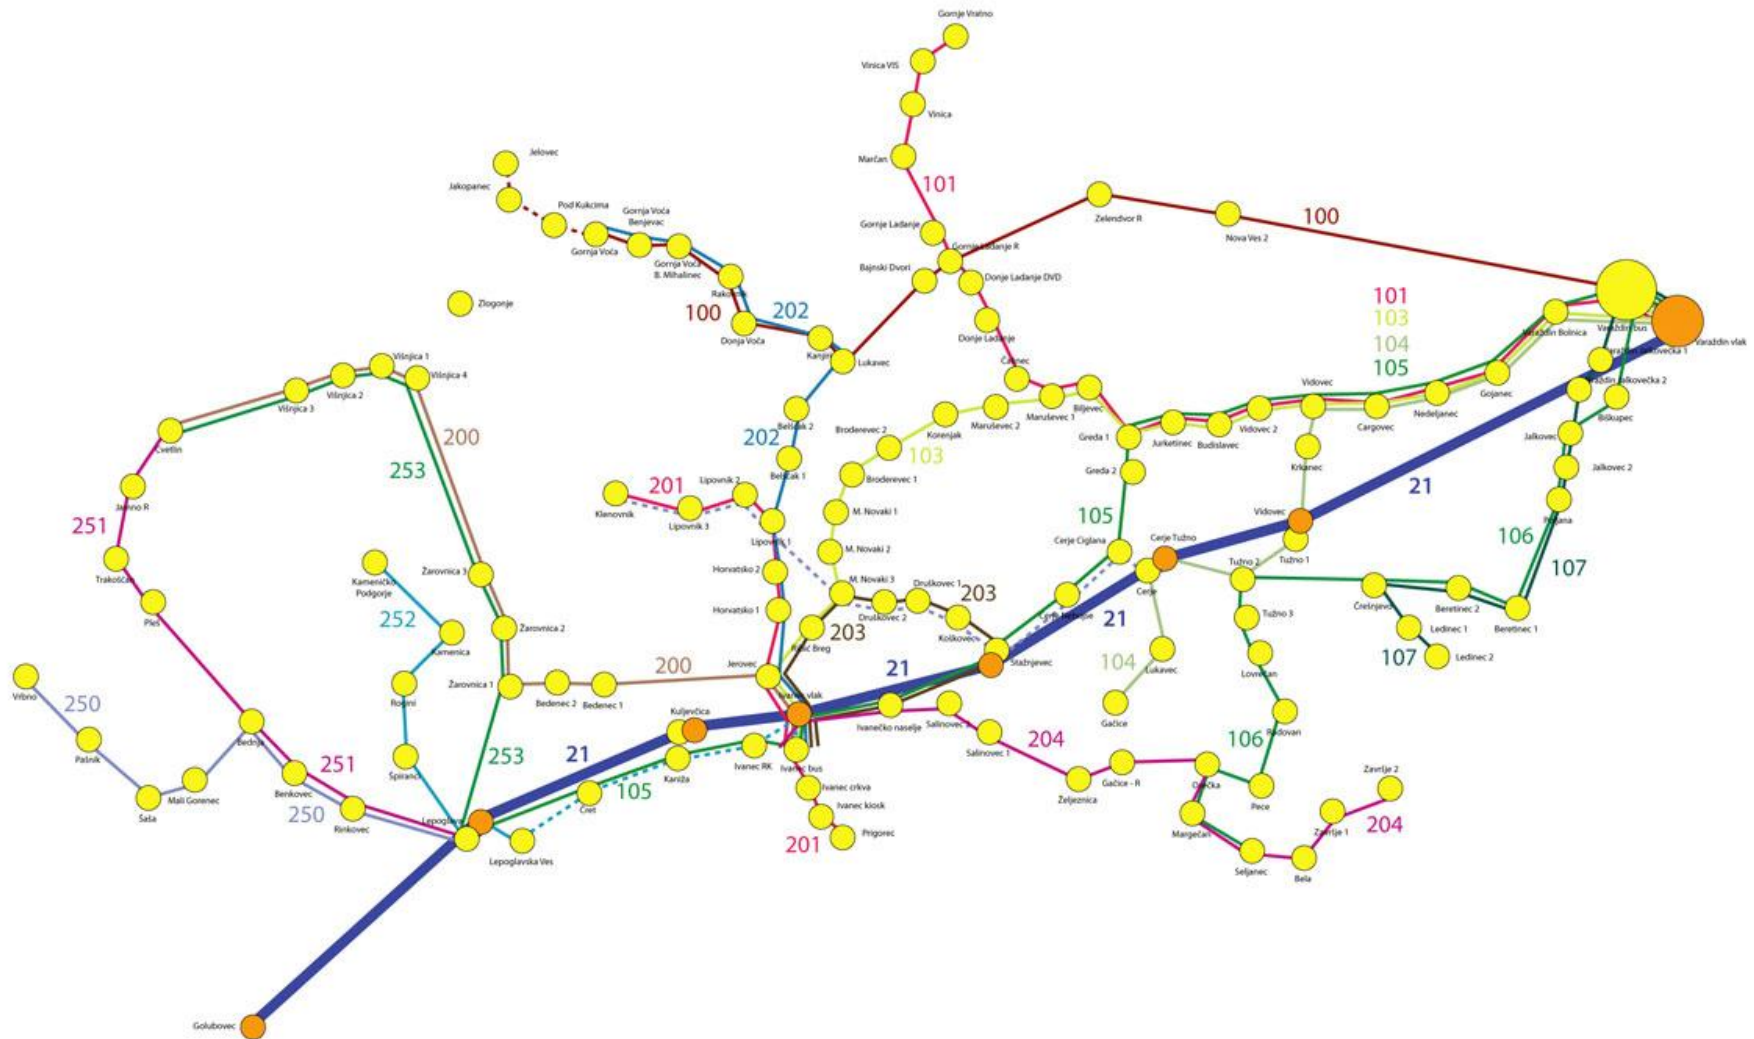 Gornje Vratno
Vinica VIS
Vinica
Marčan
101
Jelovec
Jakopanec
Pod Kukcima
Gornja Voća
Benjevac
Gornja Voća
Gornja Voća
B. Mihalinec
Zelendvor R
Nova Ves 2
100
Gornje Ladanje
Gornje Ladanje R
Bajnski Dvori
Donje Ladanje DVD
Donje Ladanje
Zlogonje
100
202
Donja Voća
Lukavec
101
103
104
105
Varaždin Bolnica
Varaždin bus
Varaždin vlak
Višnjica 1
Višnjica 4
Višnjica 2
Višnjica 3
Cvetlin
200
253
202
Belščak 2
Belščak 1
Maruševec 1
Biljevec
Maruševec 2
Korenjak
Broderevec 2
103
Broderevec 1
Greda 1
Greda 2
Jurketinec
Budislavec
Vidovec 2
Vidovec
Cargovec
Nedeljanec
Gojanec
Krkanec
Biškupec
Jalkovec
Jalkovec 2
21
Klenovnik
201
Lipovnik 3
Lipovnik 2
Lipovnik 1
M. Novaki 1
M. Novaki 2
M. Novaki 3
Horvatsko 2
Horvatsko 1
251
Trakošćan
Pleš
Kameničko
Podgorje
252
Kamenica
Žarovnica 3
Žarovnica 2
Žarovnica 1
105
Cerje Ciglana
Cerje Tužno
Cerje
Vidovec
Tužno 1
Tužno 2
Tužno 3
106
107
Črešnjevo
Beretinec 2
Beretinec 1
Ledinec 1
Ledinec 2
107
Druškovec 1
Druškovec 2
203
Koškovec
203
21
104
Lukavec
Gačice
Stažnjevec
Jerovec
200
Bedenec 2
Bedenec 1
21
Ivanec vlak
Kuljevčica
Ivanečko naselje
Salinovec 1
204
Željeznica
Gačice - R
106
Pece
Margečan
Seljanec
Bela
Završje 1
Završje 2
204
Vrbno
250
Pašnik
Šaša
Mali Gorenec
Bednja
251
Benkovec
250
Rinkovec
253
21
Kaniža
105
Ivanec RK
Ivanec bus
Ivanec crkva
Ivanec kiosk
201
Prigorec
Lepoglavska Ves
Golubovec